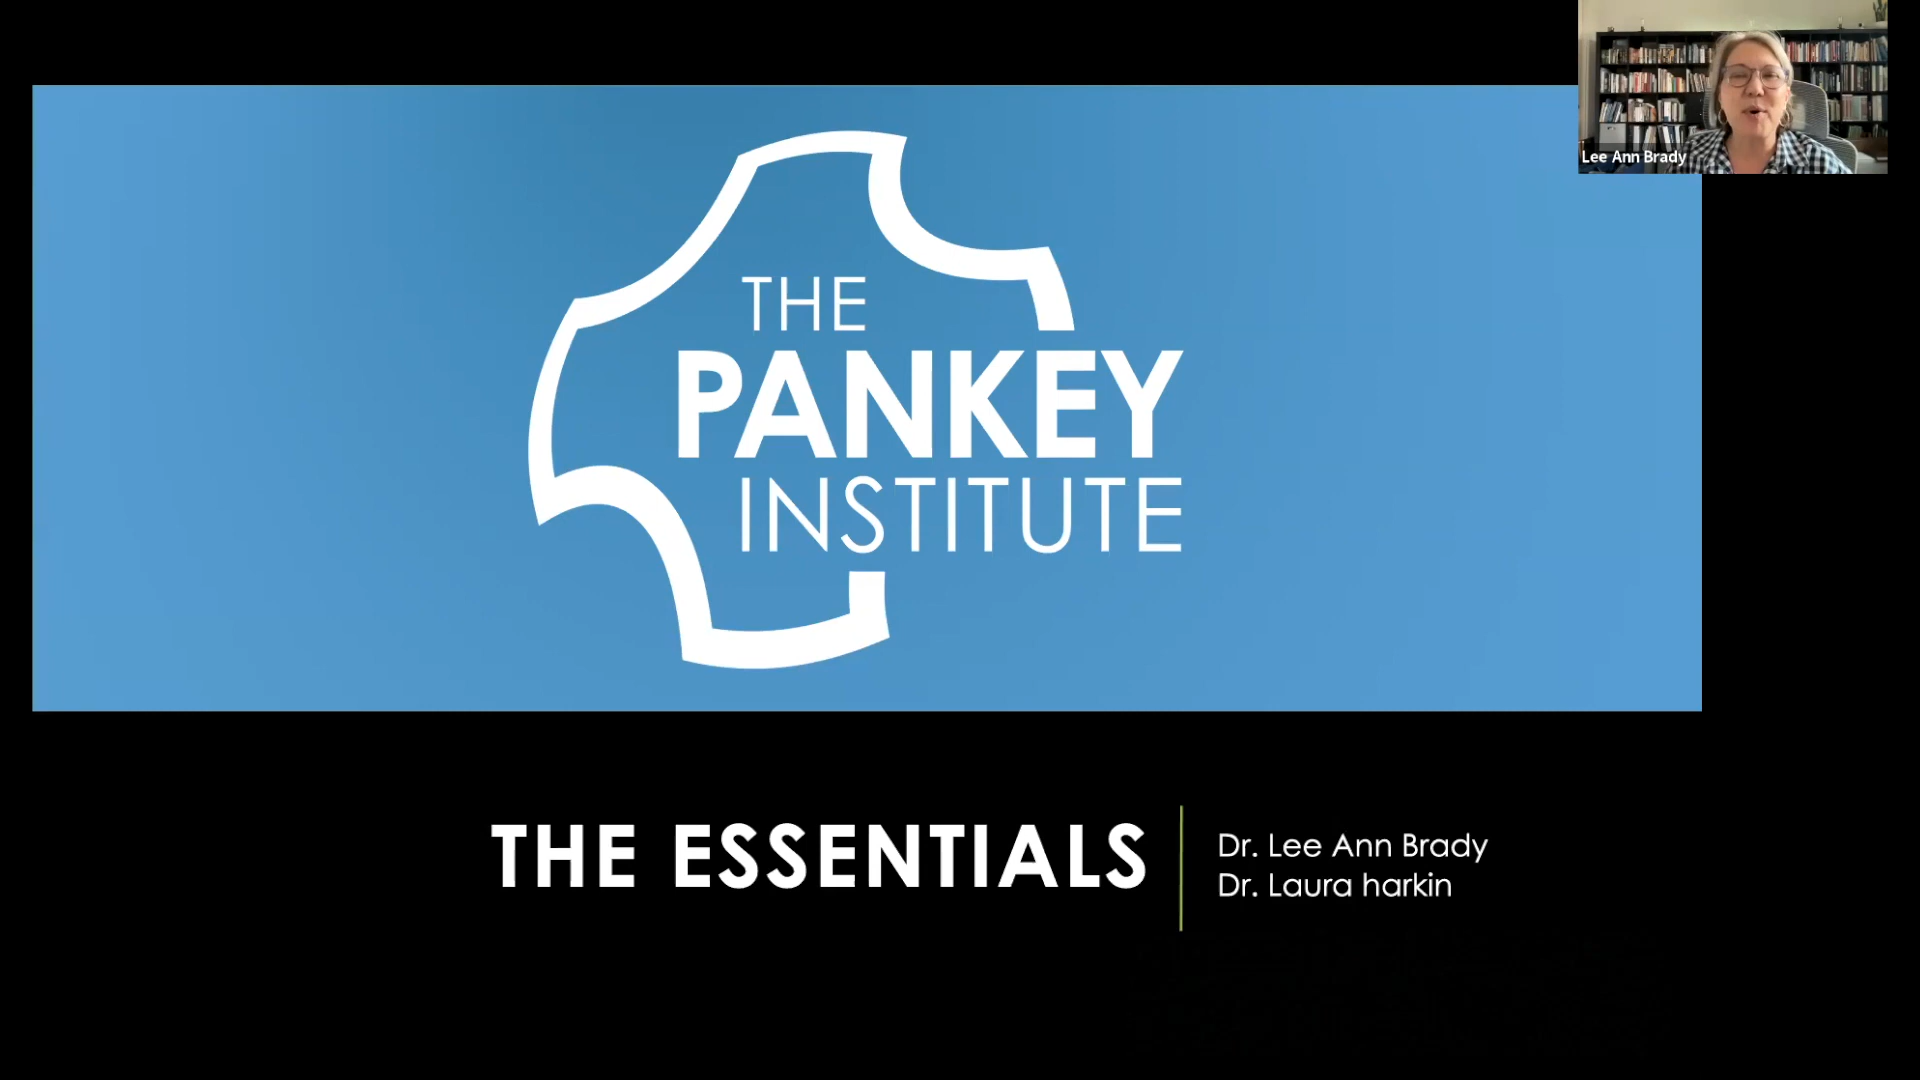 Lee Ann Brady
THE
PANKEY
INSTITUTE
THE ESSENTIALS
Dr. Lee Ann Brady
Dr. Laura harkin